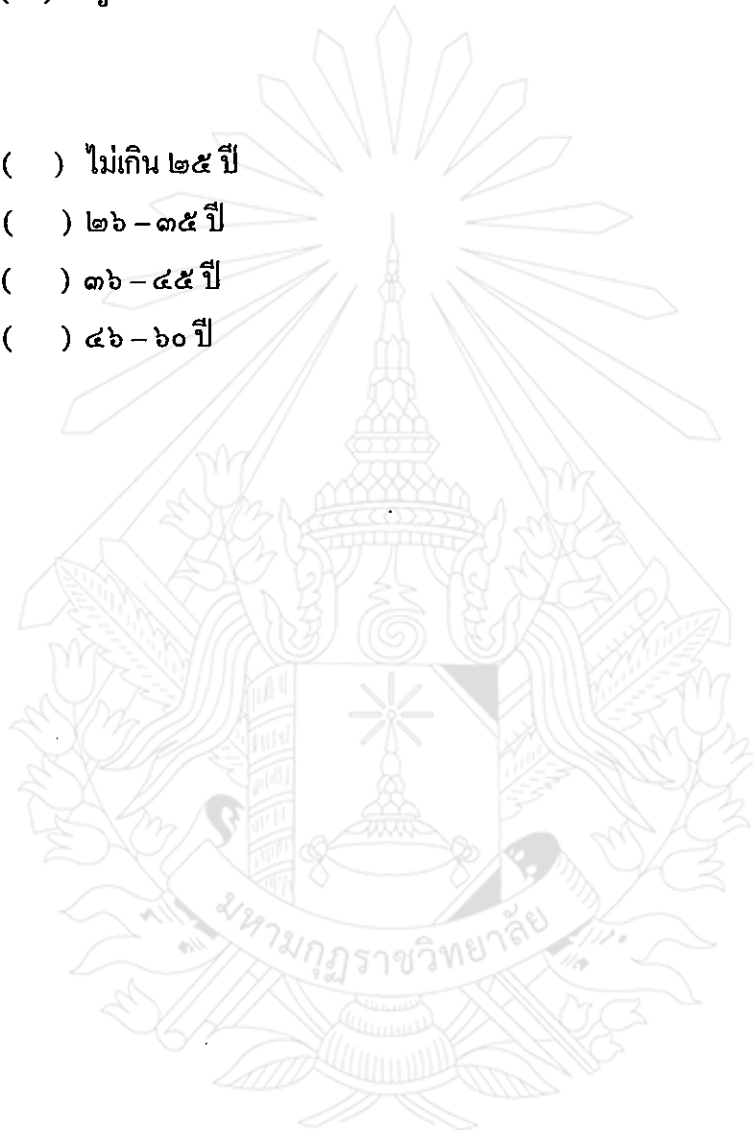 (    ) ไม่เกิน ๒๕ ปี
(    ) ๒๖ – ๓๕ ปี
(    ) ๓๖ – ๔๕ ปี
(    ) ๔๖ – ๖๐ ปี
มหามกุฏราชวิทยาลัย